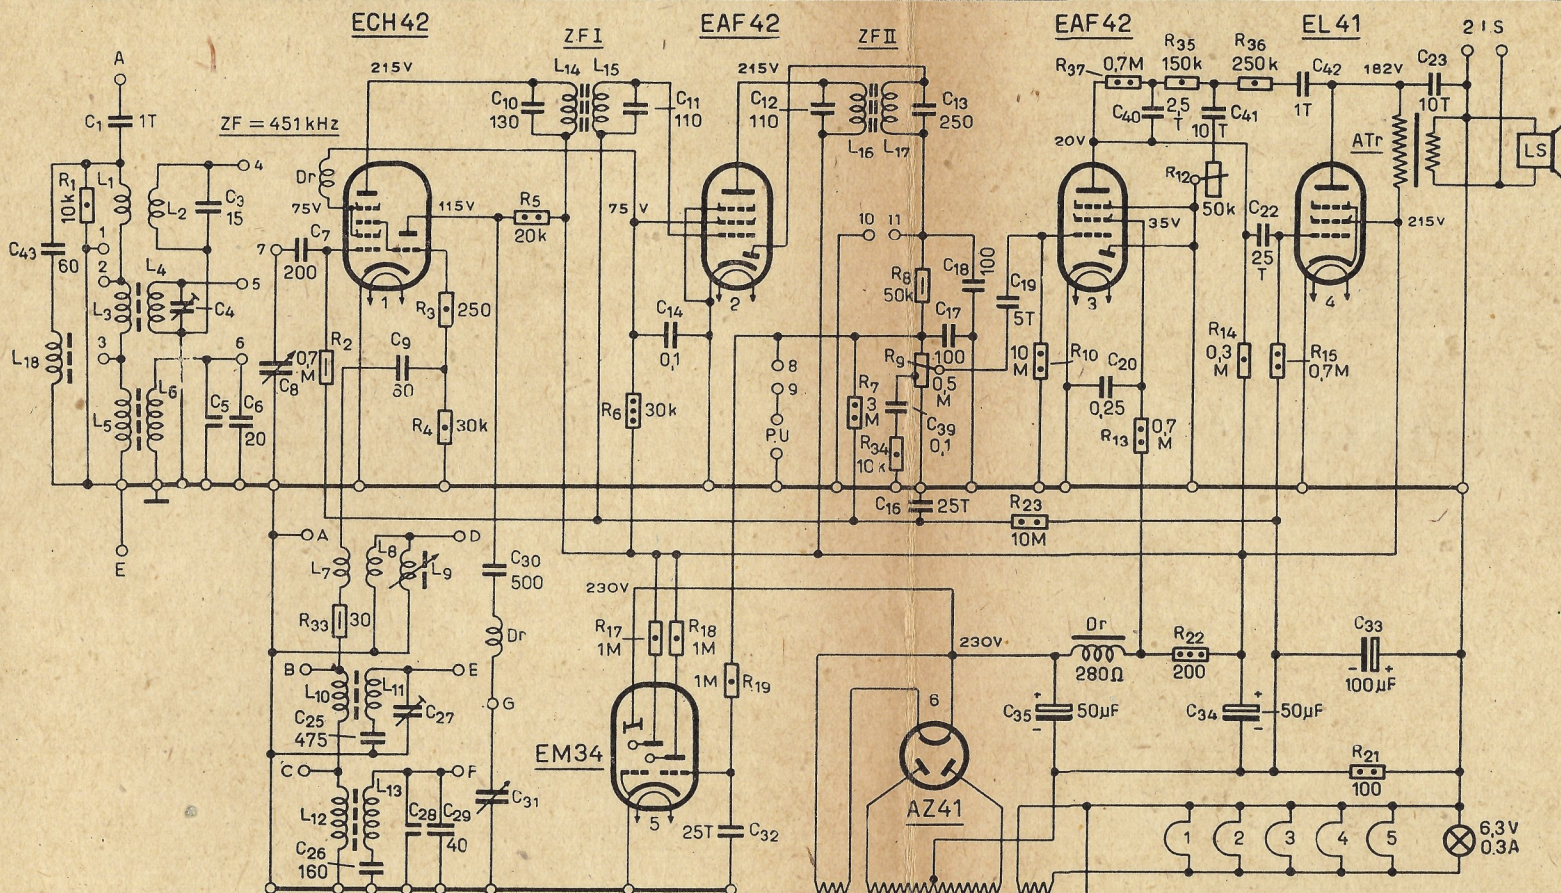 ECH42
EAF42
EAF42
EL41
ZF I
ZF II
ZF = 451 kHz
A
C1
1T
R1
10k
L1
L2
C3
15
4
C43
60
1
2
L3
L4
C4
5
3
L18
L5
L6
C5
C6
20
6
E
7
C7
200
C8
0,7 M
R2
Dr
215V
75V
115V
1
R3
250
C9
60
R4
30k
R5
20k
C10
130
L14
L15
C11
110
75 V
C14
0,1
R6
30k
215V
C12
110
L16
L17
C13
250
2
10
11
R8
50k
C18
100
C17
100
R9
0,5 M
R7
3 M
C39
0,1
R34
10k
8
9
P.U
C16
25T
R23
10M
C19
5T
10 M
R10
C20
0,25
R13
0,7 M
R37
0,7M
R35
150k
R36
250k
C42
1T
C40
2,5 T
C41
10 T
20V
35V
3
R12
50k
C22
25 T
R14
0,3 M
R15
0,7M
182V
C23
10T
ATr
215V
4
2 I S
LS
A
L7
L8
L9
D
R33
30
B
L10
L11
E
C25
475
C27
C
L12
L13
F
C26
160
C28
C29
40
C30
500
Dr
G
C31
230V
R17
1M
R18
1M
1M
R19
EM34
5
25T
C32
230V
6
AZ41
Dr
280Ω
R22
200
C33
- +
100µF
C35
+
50µF
-
C34
+
50µF
-
R21
100
1
2
3
4
5
6,3V
0.3A